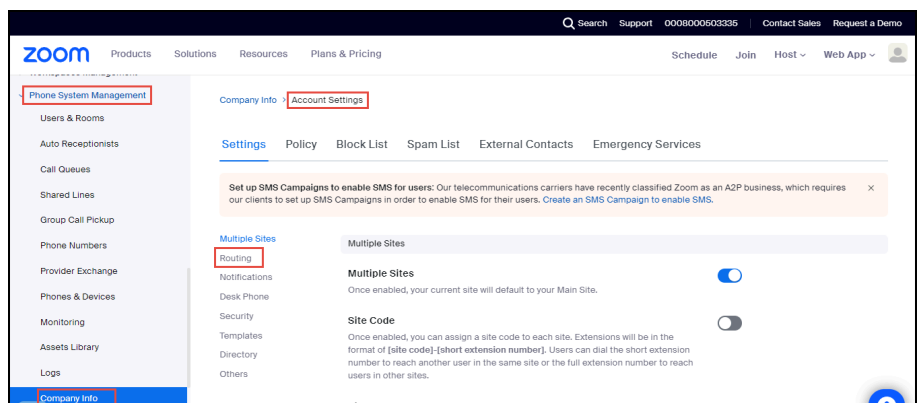 Search Support 0008000503335 Contact Sales Request a Demo
zoom Products Solutions Resources Plans & Pricing Schedule Join Host Web App
Workspaces Management
Phone System Management
Users & Rooms
Auto Receptionists
Call Queues
Shared Lines
Group Call Pickup
Phone Numbers
Provider Exchange
Phones & Devices
Monitoring
Assets Library
Logs
Company Info
Company Info > Account Settings
Settings Policy Block List Spam List External Contacts Emergency Services
Set up SMS Campaigns to enable SMS for users: Our telecommunications carriers have recently classified Zoom as an A2P business, which requires
our clients to set up SMS Campaigns in order to enable SMS for their users. Create an SMS Campaign to enable SMS.
Multiple Sites
Routing
Notifications
Desk Phone
Security
Templates
Directory
Others
Multiple Sites
Multiple Sites
Once enabled, your current site will default to your Main Site.
Site Code
Once enabled, you can assign a site code to each site. Extensions will be in the
format of [site code]-[short extension number]. Users can dial the short extension
number to reach another user in the same site or the full extension number to reach
users in other sites.